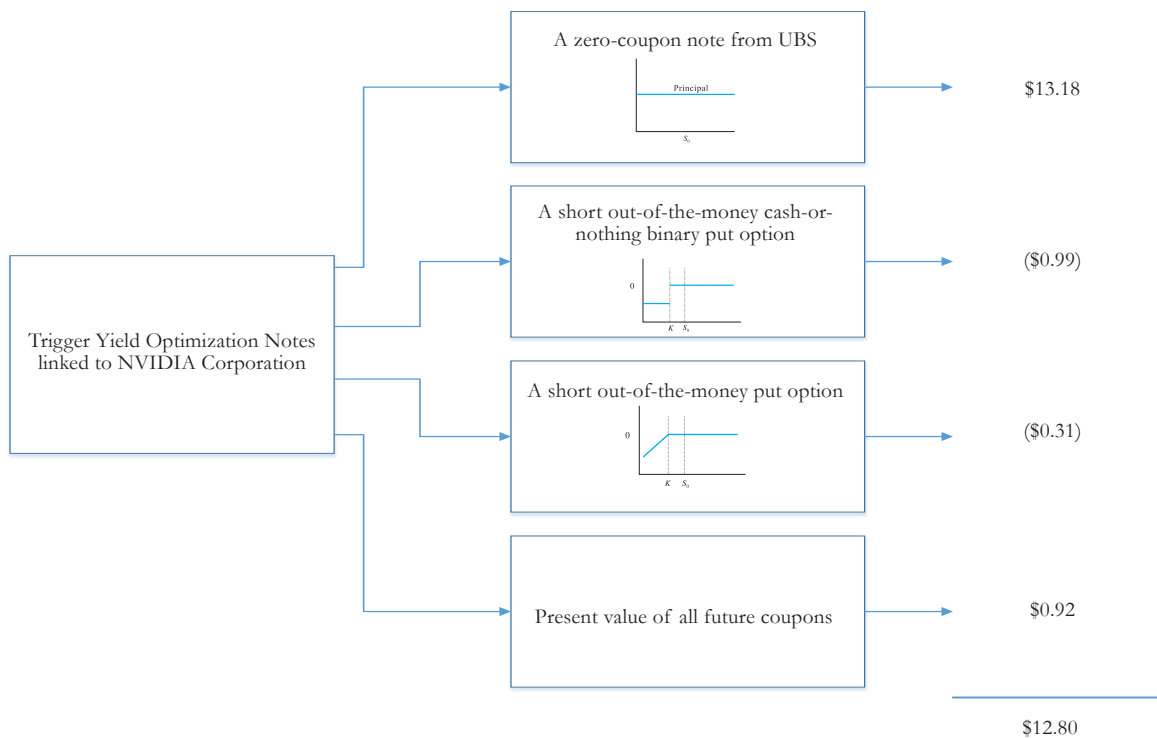 A zero-coupon note from UBS
Principal
S0
$13.18
A short out-of-the-money cash-or-
nothing binary put option
0
K S0
($0.99)
Trigger Yield Optimization Notes
linked to NVIDIA Corporation
A short out-of-the-money put option
0
K S0
($0.31)
Present value of all future coupons
$0.92
$12.80